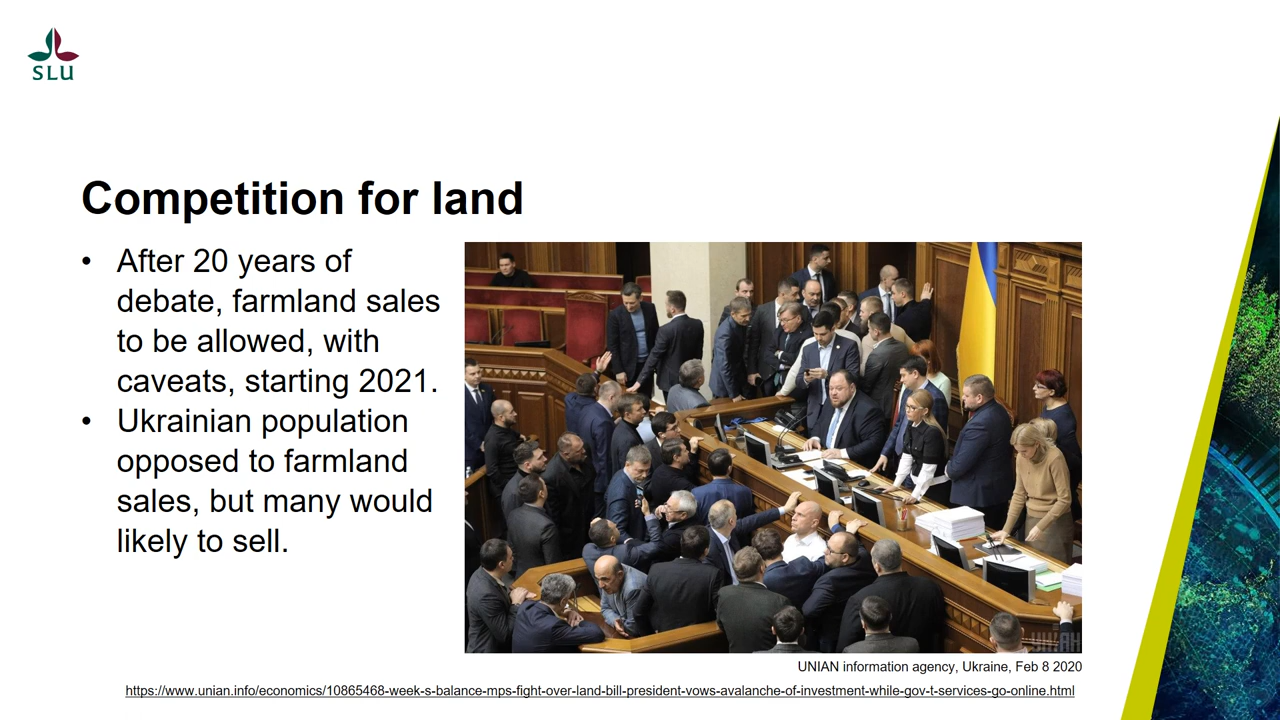 SLU
Competition for land
• After 20 years of
debate, farmland sales
to be allowed, with
caveats, starting 2021.
• Ukrainian population
opposed to farmland
sales, but many would
likely to sell.
УНІАН
UNIAN information agency, Ukraine, Feb 8 2020
https://www.unian.info/economics/10865468-week-s-balance-mps-fight-over-land-bill-president-vows-avalanche-of-investment-while-gov-t-services-go-online.html